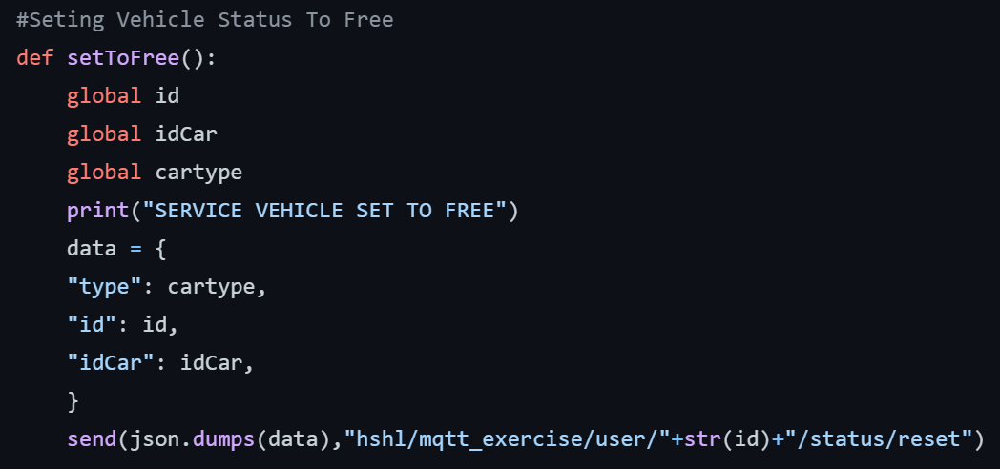 #Seting Vehicle Status To Free
def setToFree():
    global id
    global idCar
    global cartype
    print("SERVICE VEHICLE SET TO FREE")
    data = {
    "type": cartype,
    "id": id,
    "idCar": idCar,
    }
    send(json.dumps(data),"hshl/mqtt_exercise/user/"+str(id)+"/status/reset")